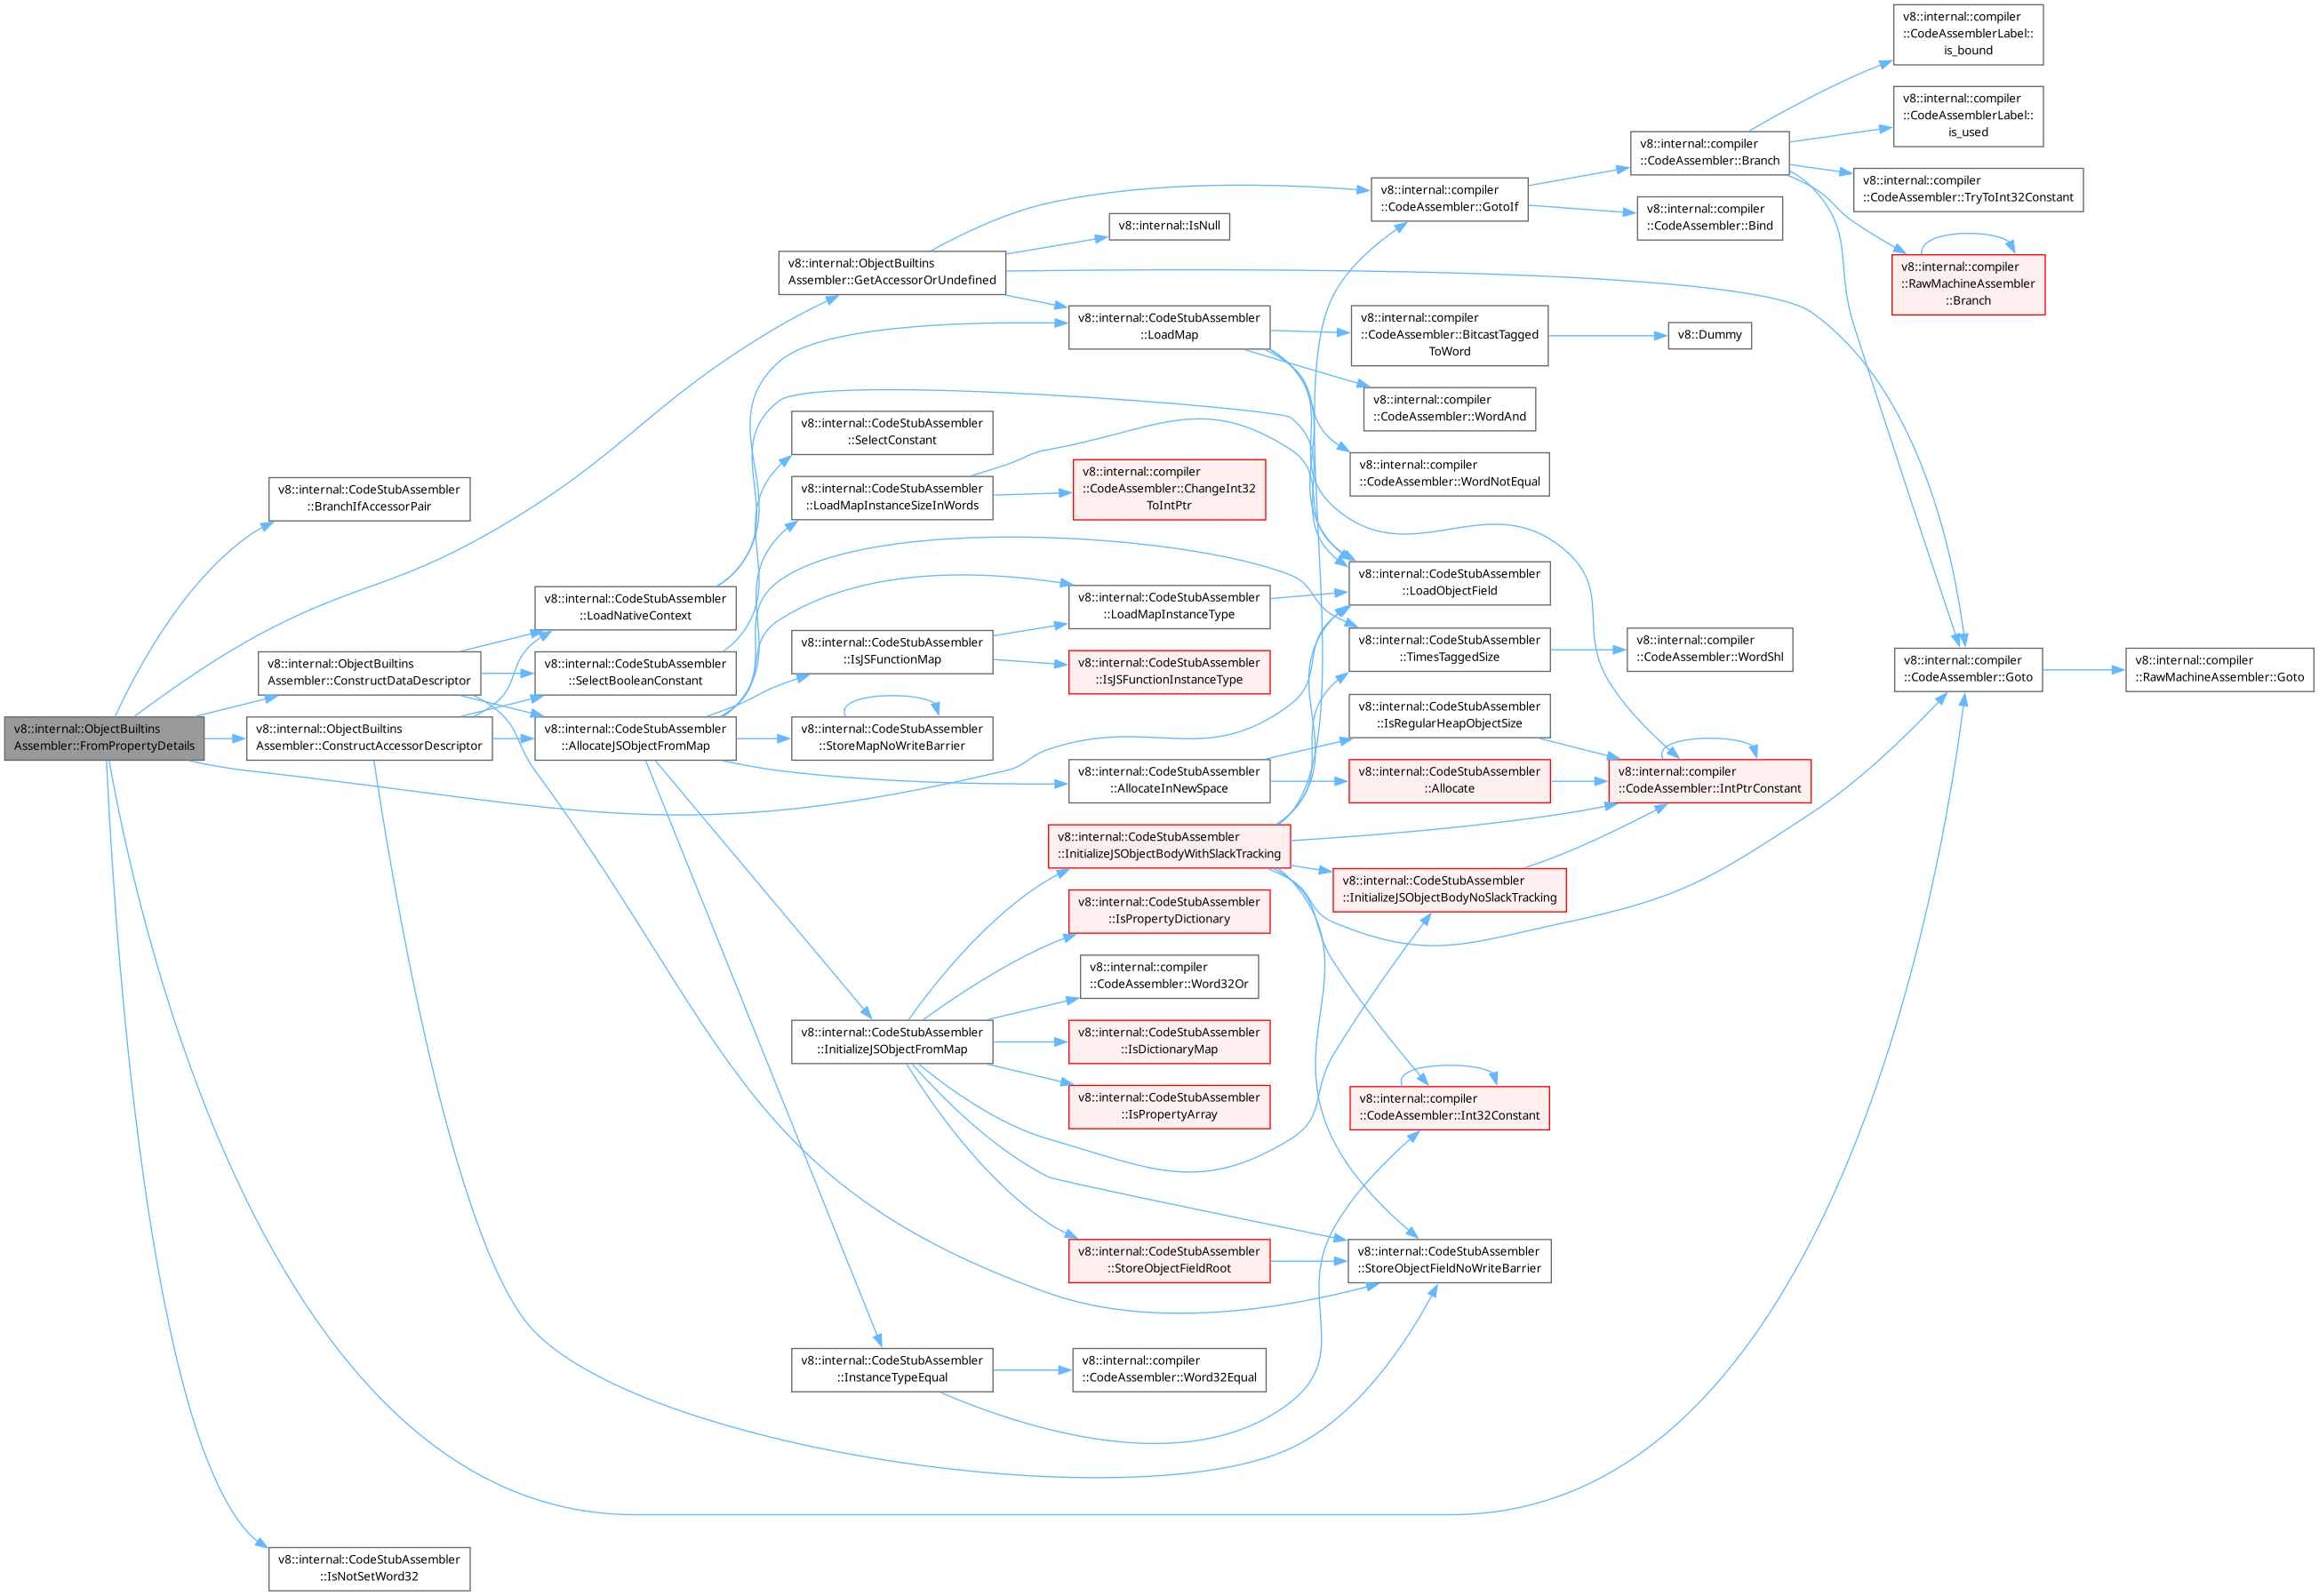 v8::internal::ObjectBuiltins
Assembler::FromPropertyDetails
v8::internal::CodeStubAssembler
::BranchIfAccessorPair
v8::internal::ObjectBuiltins
Assembler::ConstructDataDescriptor
v8::internal::ObjectBuiltins
Assembler::ConstructAccessorDescriptor
v8::internal::CodeStubAssembler
::IsNotSetWord32
v8::internal::CodeStubAssembler
::LoadNativeContext
v8::internal::CodeStubAssembler
::SelectBooleanConstant
v8::internal::CodeStubAssembler
::AllocateJSObjectFromMap
v8::internal::ObjectBuiltins
Assembler::GetAccessorOrUndefined
v8::internal::CodeStubAssembler
::SelectConstant
v8::internal::CodeStubAssembler
::LoadMapInstanceSizeInWords
v8::internal::CodeStubAssembler
::IsJSFunctionMap
v8::internal::CodeStubAssembler
::StoreMapNoWriteBarrier
v8::internal::CodeStubAssembler
::InitializeJSObjectFromMap
v8::internal::CodeStubAssembler
::InstanceTypeEqual
v8::internal::IsNull
v8::internal::CodeStubAssembler
::LoadMap
v8::internal::compiler
::CodeAssembler::ChangeInt32
ToIntPtr
v8::internal::CodeStubAssembler
::LoadMapInstanceType
v8::internal::CodeStubAssembler
::IsJSFunctionInstanceType
v8::internal::CodeStubAssembler
::AllocateInNewSpace
v8::internal::CodeStubAssembler
::InitializeJSObjectBodyWithSlackTracking
v8::internal::CodeStubAssembler
::IsPropertyDictionary
v8::internal::compiler
::CodeAssembler::Word32Or
v8::internal::CodeStubAssembler
::IsDictionaryMap
v8::internal::CodeStubAssembler
::IsPropertyArray
v8::internal::CodeStubAssembler
::StoreObjectFieldRoot
v8::internal::compiler
::CodeAssembler::Word32Equal
v8::internal::compiler
::CodeAssembler::GotoIf
v8::internal::compiler
::CodeAssembler::BitcastTagged
ToWord
v8::internal::compiler
::CodeAssembler::WordAnd
v8::internal::compiler
::CodeAssembler::WordNotEqual
v8::internal::CodeStubAssembler
::LoadObjectField
v8::internal::CodeStubAssembler
::TimesTaggedSize
v8::internal::CodeStubAssembler
::IsRegularHeapObjectSize
v8::internal::CodeStubAssembler
::Allocate
v8::internal::CodeStubAssembler
::InitializeJSObjectBodyNoSlackTracking
v8::internal::compiler
::CodeAssembler::Int32Constant
v8::internal::CodeStubAssembler
::StoreObjectFieldNoWriteBarrier
v8::internal::compiler
::CodeAssembler::Branch
v8::internal::compiler
::CodeAssembler::Bind
v8::Dummy
v8::internal::compiler
::CodeAssembler::WordShl
v8::internal::compiler
::CodeAssembler::IntPtrConstant
v8::internal::compiler
::CodeAssemblerLabel::
is_bound
v8::internal::compiler
::CodeAssemblerLabel::
is_used
v8::internal::compiler
::CodeAssembler::TryToInt32Constant
v8::internal::compiler
::RawMachineAssembler
::Branch
v8::internal::compiler
::CodeAssembler::Goto
v8::internal::compiler
::RawMachineAssembler::Goto